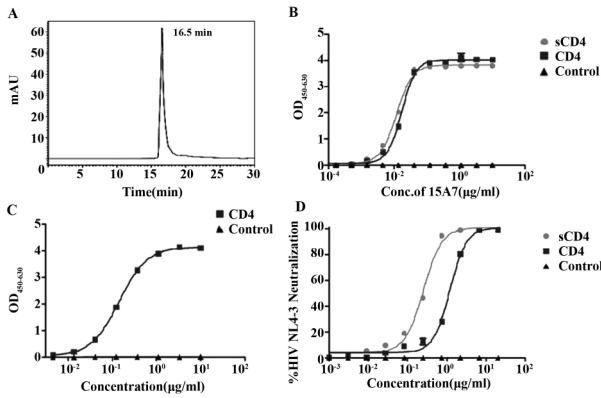 A
16.5 min
mAU
60
50
40
30
20
10
0
0 10 20 30
Time(min)
B
sCD4
CD4
Control
OD450-630
5
4
3
2
1
0
10-4 10-2 100 102
Conc.of 15A7(μg/ml)
C
CD4
Control
OD450-630
5
4
3
2
1
0
10-2 10-1 100 101 102
Concentration(μg/ml)
D
sCD4
CD4
Control
%HIV NL4-3 Neutralization
100
80
60
40
20
0
10-3 10-2 10-1 100 101 102
Concentration(μg/ml)